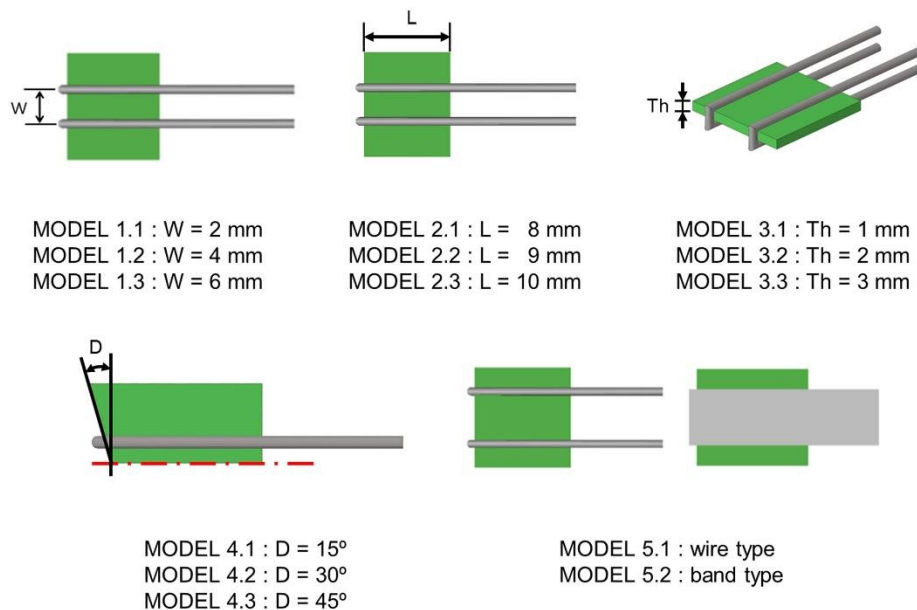 W
L
Th
MODEL 1.1 : W = 2 mm
MODEL 1.2 : W = 4 mm
MODEL 1.3 : W = 6 mm
MODEL 2.1 : L = 8 mm
MODEL 2.2 : L = 9 mm
MODEL 2.3 : L = 10 mm
MODEL 3.1 : Th = 1 mm
MODEL 3.2 : Th = 2 mm
MODEL 3.3 : Th = 3 mm
D
MODEL 4.1 : D = 15º
MODEL 4.2 : D = 30º
MODEL 4.3 : D = 45º
MODEL 5.1 : wire type
MODEL 5.2 : band type